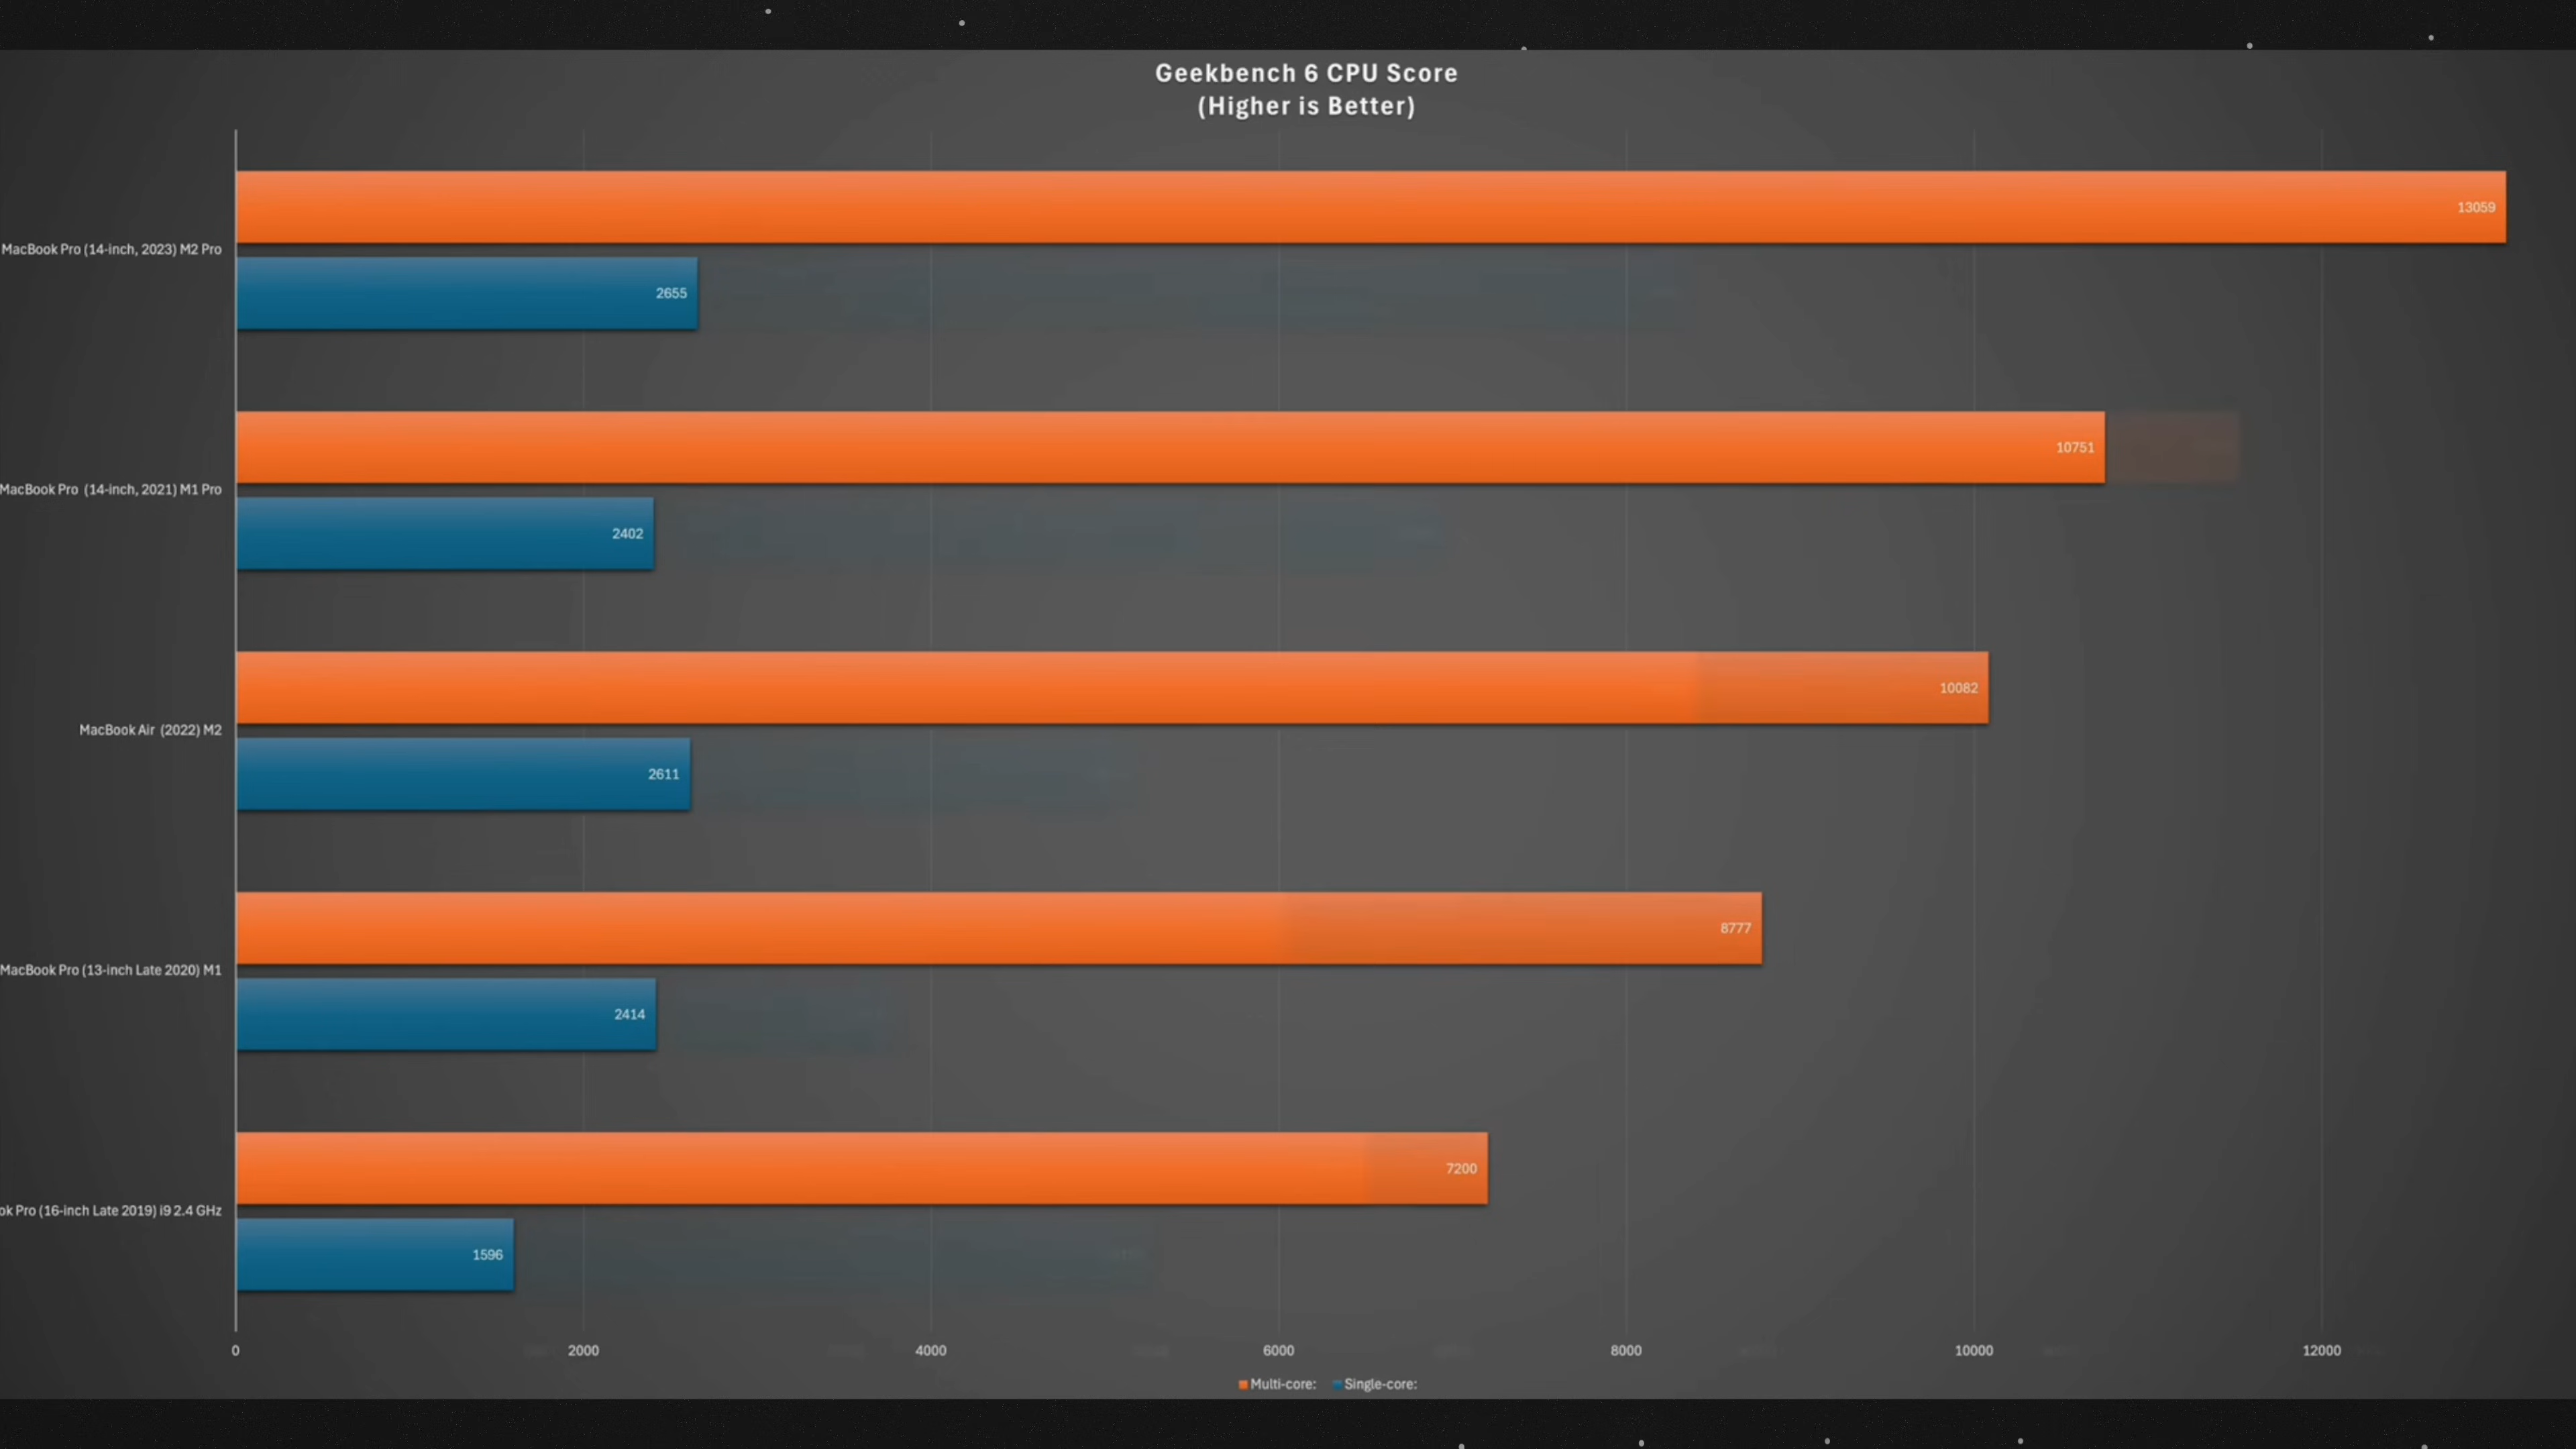 Geekbench 6 CPU Score
(Higher is Better)
13059
MacBook Pro (14-inch, 2023) M2 Pro
2655
10751
MacBook Pro (14-inch, 2021) M1 Pro
2402
10082
MacBook Air (2022) M2
2611
8777
MacBook Pro (13-inch Late 2020) M1
2414
7200
ok Pro (16-inch Late 2019) i9 2.4 GHz
1596
0 2000 4000 6000 8000 10000 12000
Multi-core: Single-core: